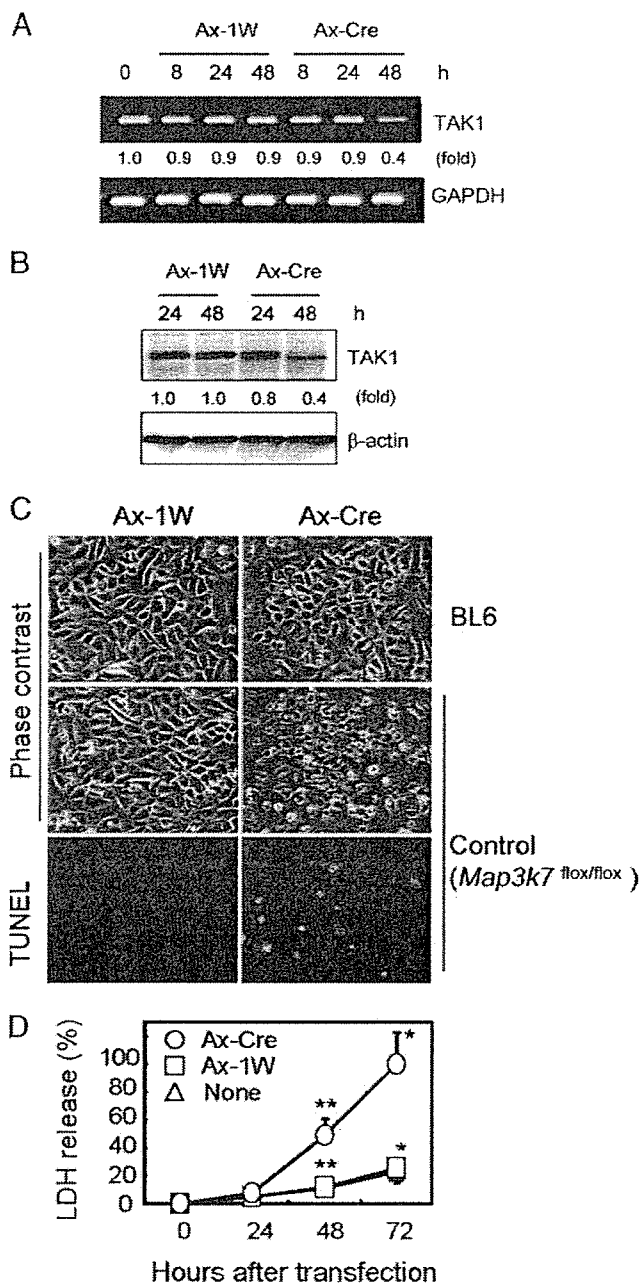 A
Ax-1W Ax-Cre
0 8 24 48 8 24 48 h
TAK1
1.0 0.9 0.9 0.9 0.9 0.9 0.4 (fold)
GAPDH
B
Ax-1W Ax-Cre
24 48 24 48 h
TAK1
1.0 1.0 0.8 0.4 (fold)
β-actin
C
Ax-1W Ax-Cre
Phase contrast
BL6
TUNEL
Control
(Map3k7 flox/flox )
D
LDH release (%)
100
80
60
40
20
0
Ax-Cre
Ax-1W
None
*
**
*
**
0 24 48 72
Hours after transfection